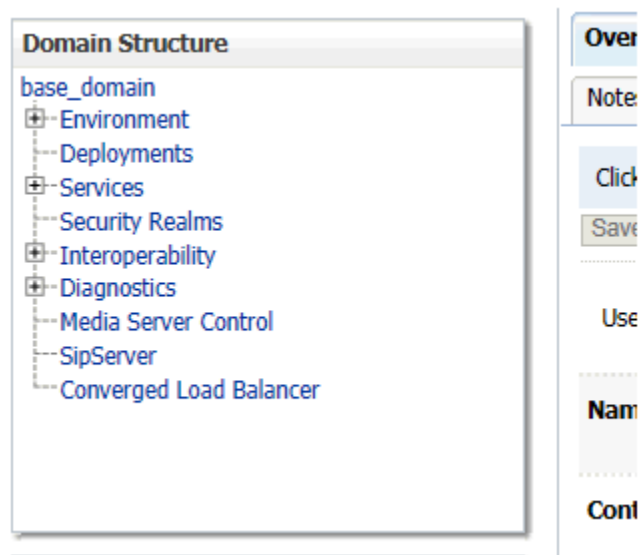 Domain Structure
base_domain
Environment
Deployments
Services
Security Realms
Interoperability
Diagnostics
Media Server Control
SipServer
Converged Load Balancer
Over
Note
Click
Save
Use
Nam
Cont